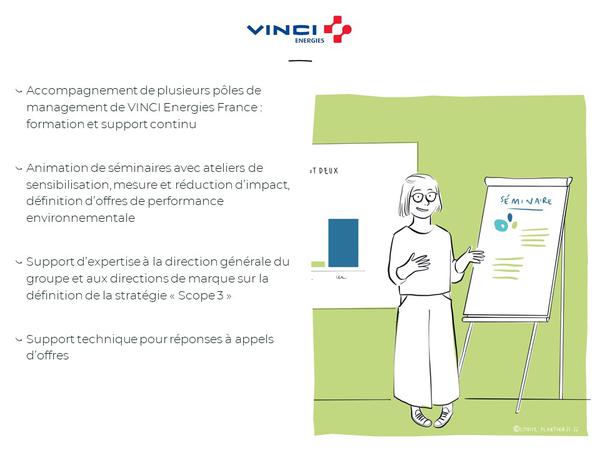 VINCI
ENERGIES
Accompagnement de plusieurs pôles de
management de VINCI Energies France :
formation et support continu
Animation de séminaires avec ateliers de
sensibilisation, mesure et réduction d'impact,
définition d'offres de performance
environnementale
Support d'expertise à la direction générale du
groupe et aux directions de marque sur la
définition de la stratégie « Scope 3 »
Support technique pour réponses à appels
d'offres
DEUX
SÉMINAIRE